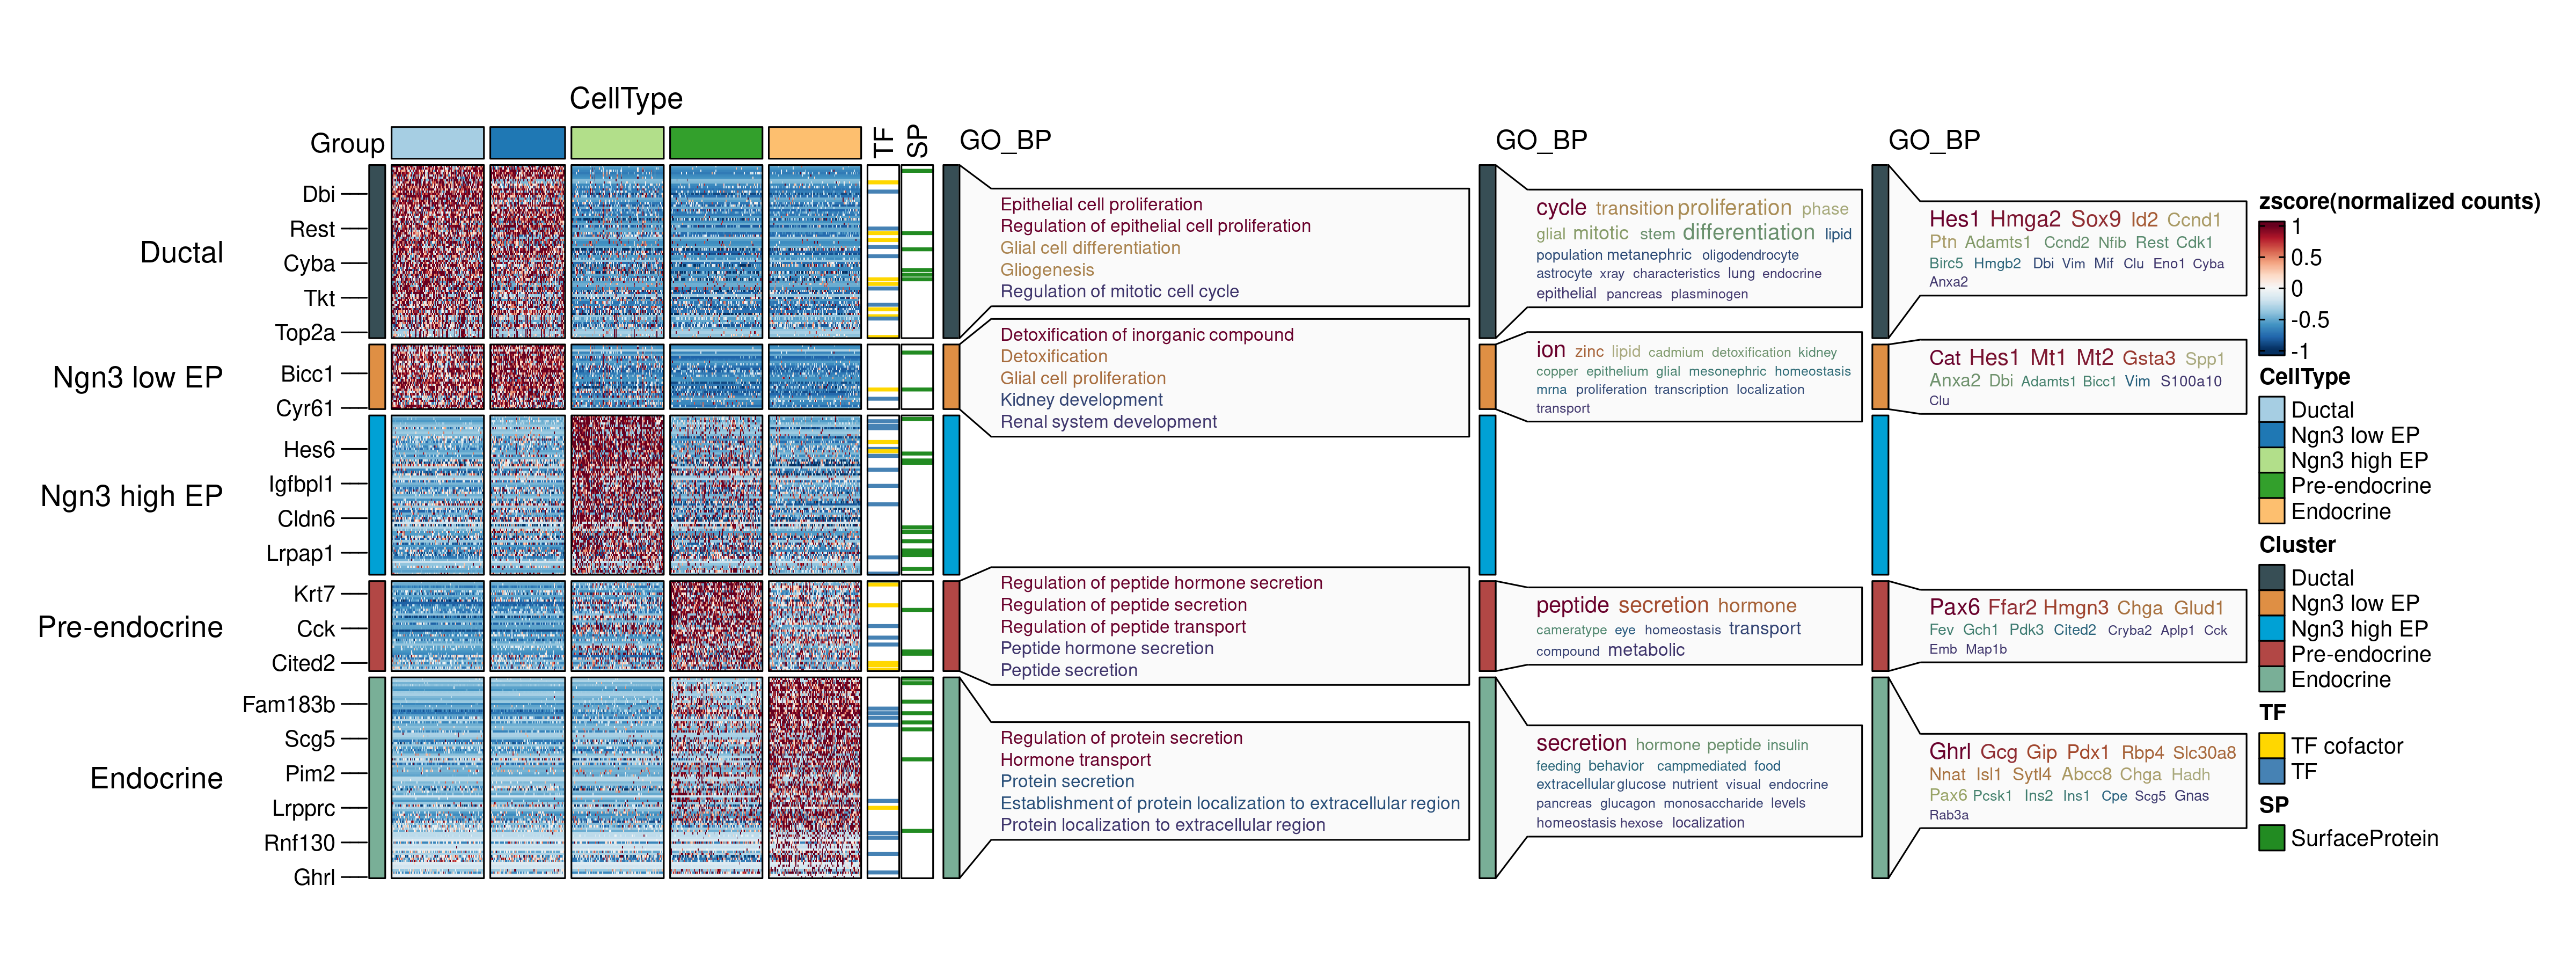 CellType
Group
TF
SP
GO_BP
GO_BP
GO_BP
Ductal
Dbi
Rest
Cyba
Tkt
Top2a
Ngn3 low EP
Bicc1
Cyr61
Ngn3 high EP
Hes6
Igfbpl1
Cldn6
Lrpap1
Pre-endocrine
Krt7
Cck
Cited2
Endocrine
Fam183b
Scg5
Pim2
Lrpprc
Rnf130
Ghrl
Epithelial cell proliferation
Regulation of epithelial cell proliferation
Glial cell differentiation
Gliogenesis
Regulation of mitotic cell cycle
Detoxification of inorganic compound
Detoxification
Glial cell proliferation
Kidney development
Renal system development
Regulation of peptide hormone secretion
Regulation of peptide secretion
Regulation of peptide transport
Peptide hormone secretion
Peptide secretion
Regulation of protein secretion
Hormone transport
Protein secretion
Establishment of protein localization to extracellular region
Protein localization to extracellular region
cycle transition proliferation phase
glial mitotic stem differentiation lipid
population metanephric oligodendrocyte
astrocyte xray characteristics lung endocrine
epithelial pancreas plasminogen
ion zinc lipid cadmium detoxification kidney
copper epithelium glial mesonephric homeostasis
mrna proliferation transcription localization
transport
peptide secretion hormone
cameratype eye homeostasis transport
compound metabolic
secretion hormone peptide insulin
feeding behavior campmediated food
extracellular glucose nutrient visual endocrine
pancreas glucagon monosaccharide levels
homeostasis hexose localization
Hes1 Hmga2 Sox9 Id2 Ccnd1
Ptn Adamts1 Ccnd2 Nfib Rest Cdk1
Birc5 Hmgb2 Dbi Vim Mif Clu Eno1 Cyba
Anxa2
Cat Hes1 Mt1 Mt2 Gsta3 Spp1
Anxa2 Dbi Adamts1 Bicc1 Vim S100a10
Clu
Pax6 Ffar2 Hmgn3 Chga Glud1
Fev Gch1 Pdk3 Cited2 Cryba2 Aplp1 Cck
Emb Map1b
Ghrl Gcg Gip Pdx1 Rbp4 Slc30a8
Nnat Isl1 Sytl4 Abcc8 Chga Hadh
Pax6 Pcsk1 Ins2 Ins1 Cpe Scg5 Gnas
Rab3a
zscore(normalized counts)
1
0.5
0
-0.5
-1
CellType
Ductal
Ngn3 low EP
Ngn3 high EP
Pre-endocrine
Endocrine
Cluster
Ductal
Ngn3 low EP
Ngn3 high EP
Pre-endocrine
Endocrine
TF
TF cofactor
TF
SP
SurfaceProtein